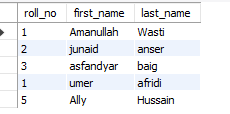 roll_no first_name last_name
1 Amanullah Wasti
2 junaid anser
3 asfandyar baig
1 umer afridi
5 Ally Hussain